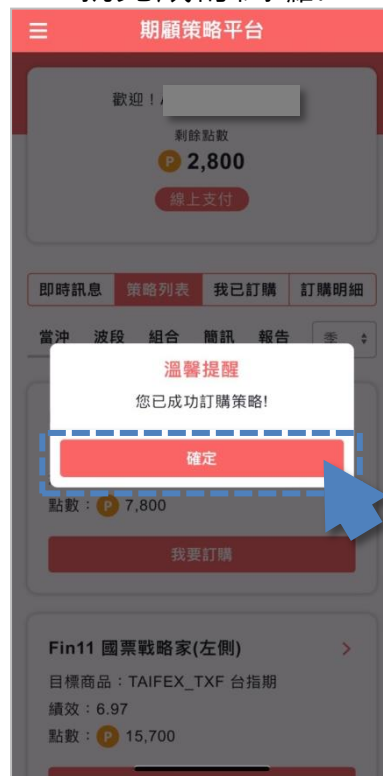 期顧策略平台
歡迎！
剩餘點數
P 2,800
線上支付
即時訊息 策略列表 我已訂購 訂購明細
當沖 波段 組合 簡訊 報告 季
溫馨提醒
您已成功訂購策略!
確定
點數：P 7,800
我要訂購
Fin11 國票戰略家(左側)
目標商品：TAIFEX_TXF 台指期
績效：6.97
點數：P 15,700